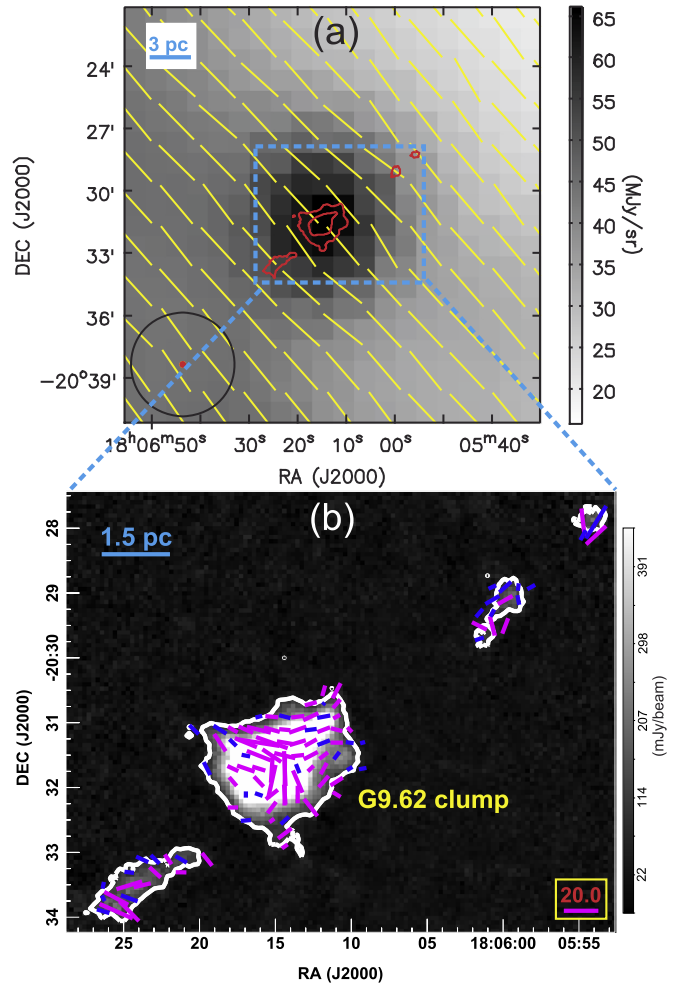 (a)
3 pc
24'
27'
30'
33'
36'
−20°39'
DEC (J2000)
18ʰ06ᵐ50ˢ 30ˢ 20ˢ 10ˢ 00ˢ 05ᵐ40ˢ
RA (J2000)
65
60
55
50
45
40
35
30
25
20
(MJy/sr)
(b)
1.5 pc
28
29
-20:30
31
32
33
34
DEC (J2000)
G9.62 clump
20.0
25 20 15 10 05 18:06:00 05:55
RA (J2000)
391
298
207
114
22
(mJy/beam)